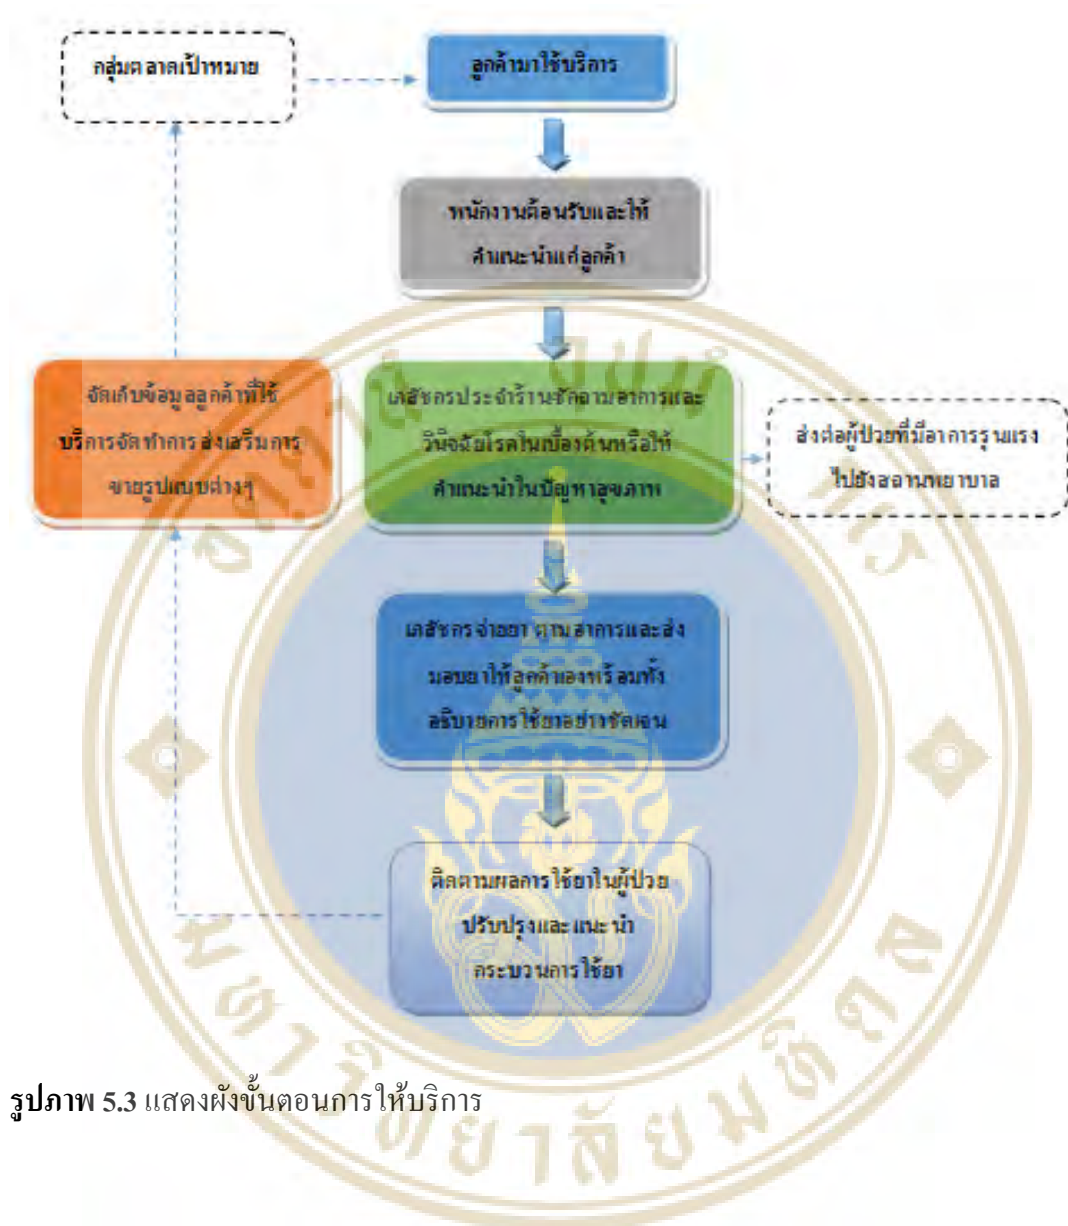 กลุ่มตลาดเป้าหมาย
ลูกค้ามาใช้บริการ
พนักงานต้อนรับและให้
คำแนะนำแก่ลูกค้า
จัดเก็บข้อมูลลูกค้าที่ใช้
บริการจัดทำการส่งเสริมการ
ขายรูปแบบต่างๆ
เภสัชกรประจำร้านซักถามอาการและ
วินิจฉัยโรคในเบื้องต้นหรือให้
คำแนะนำในปัญหาสุขภาพ
ส่งต่อผู้ป่วยที่มีอาการรุนแรง
ไปยังสถานพยาบาล
เภสัชกรจ่ายยาตามอาการและส่ง
มอบยาให้ลูกค้าเองพร้อมทั้ง
อธิบายการใช้ยาอย่างชัดเจน
ติดตามผลการใช้ยาในผู้ป่วย
ปรับปรุงและแนะนำ
กระบวนการใช้ยา
รูปภาพ 5.3 แสดงผังขั้นตอนการให้บริการ
มหาวิทยาลัยมหิดล